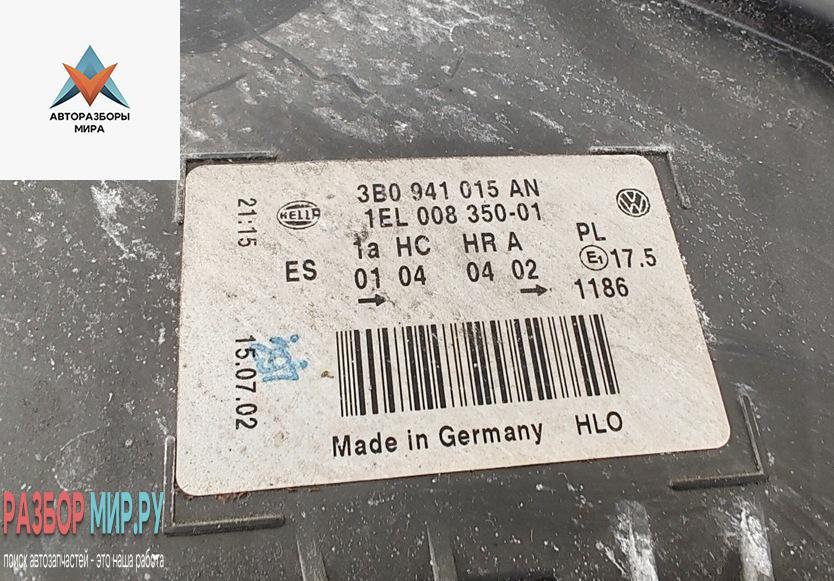 АВТОРАЗБОРЫ
МИРА
3B0 941 015 AN
1EL 008 350-01
HELLA
21:15
1a HC HR A PL
ES 01 04 04 02 E1 17.5
1186
15.07.02
Made in Germany HLO
РАЗБОР МИР.РУ
поиск автозапчастей - это наша работа